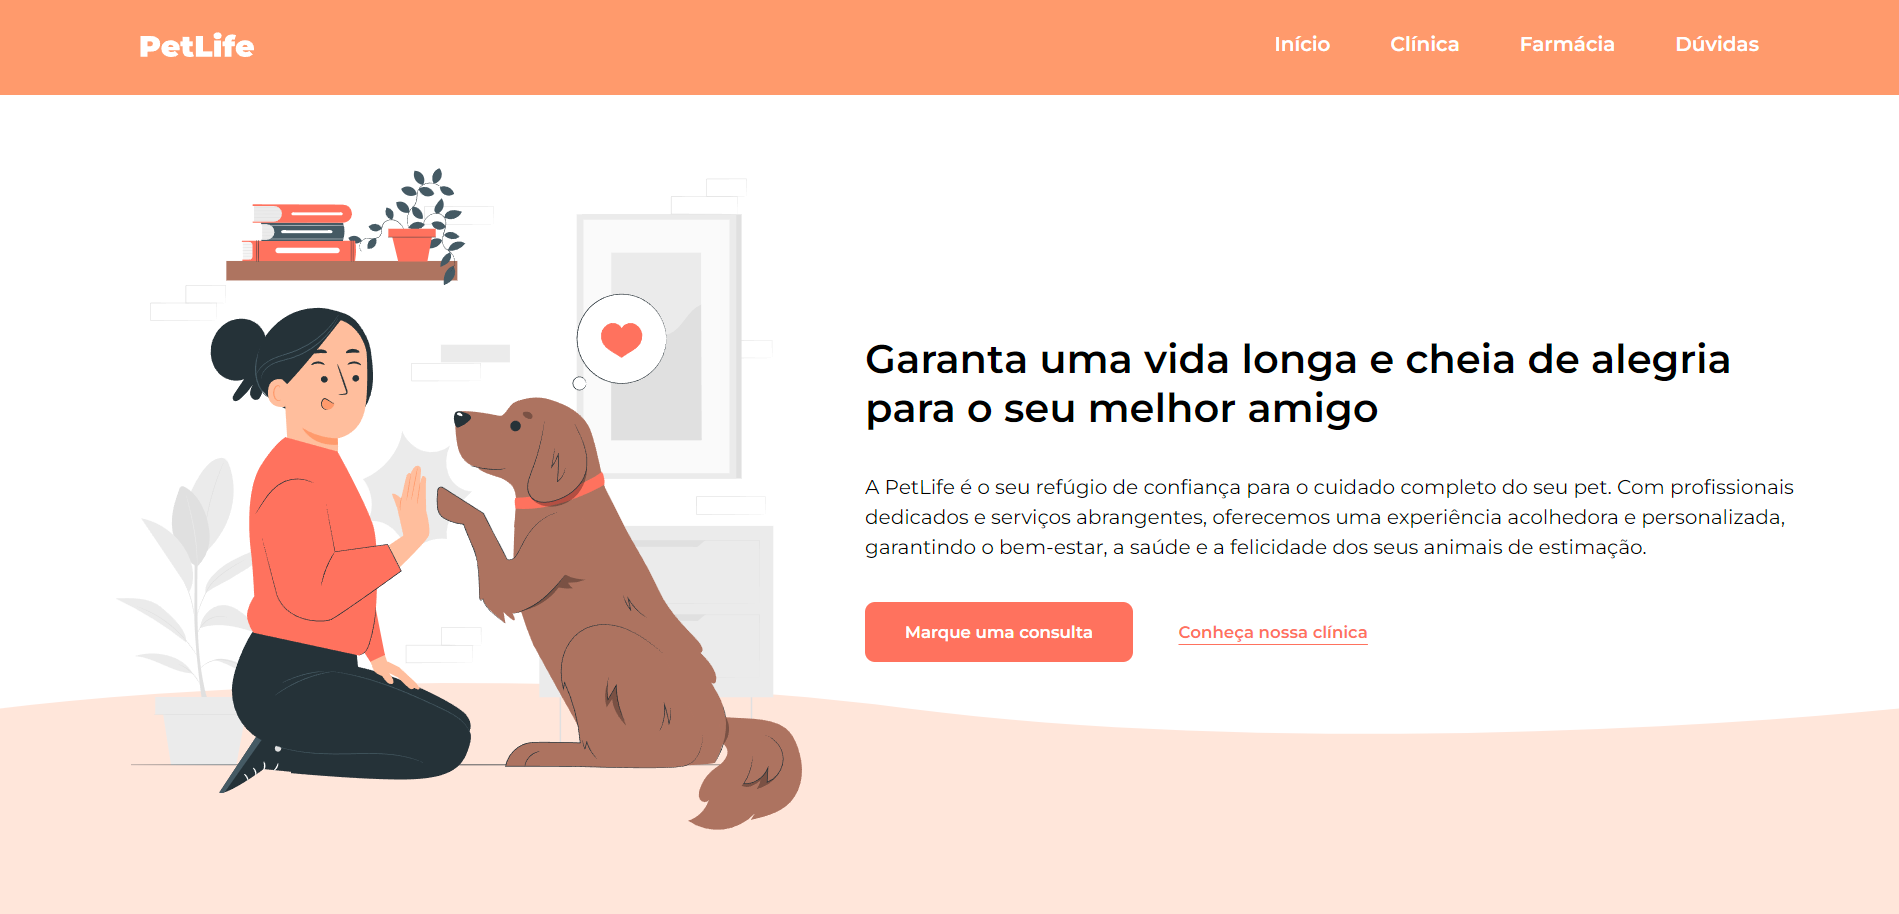 PetLife
Início
Clínica
Farmácia
Dúvidas
Garanta uma vida longa e cheia de alegria
para o seu melhor amigo
A PetLife é o seu refúgio de confiança para o cuidado completo do seu pet. Com profissionais
dedicados e serviços abrangentes, oferecemos uma experiência acolhedora e personalizada,
garantindo o bem-estar, a saúde e a felicidade dos seus animais de estimação.
Marque uma consulta
Conheça nossa clínica